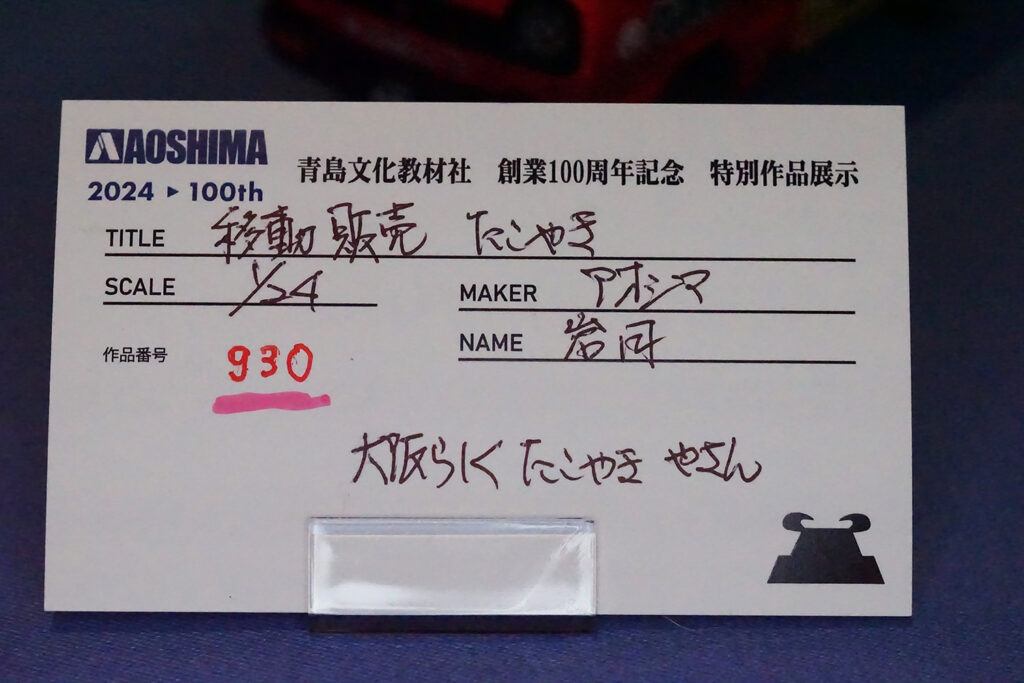 AOSHIMA
2024 ▶ 100th
青島文化教材社 創業100周年記念 特別作品展示
TITLE 移動販売 たこやき
SCALE 1/24
MAKER アオシマ
作品番号 930
NAME 岩岡
大阪らしく たこやき やさん